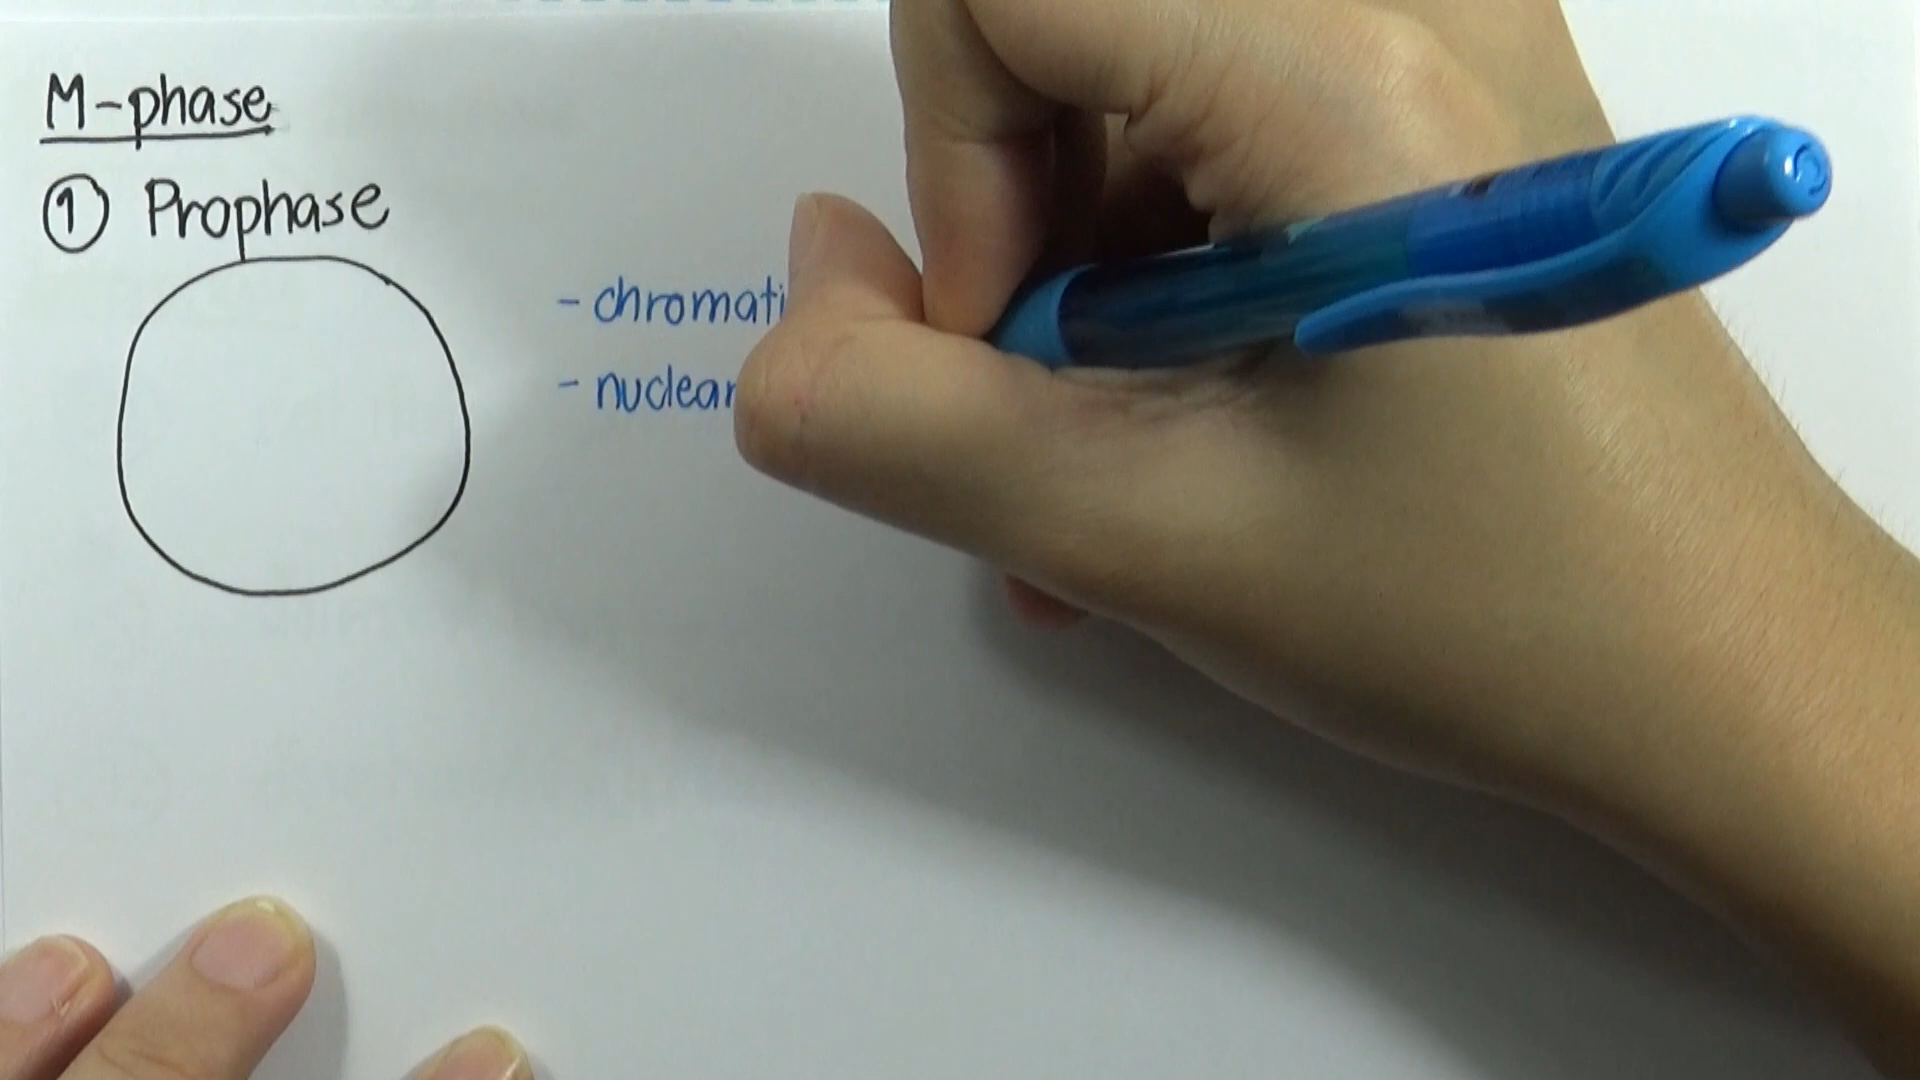 M-phase
① Prophase
- chromati
- nuclear